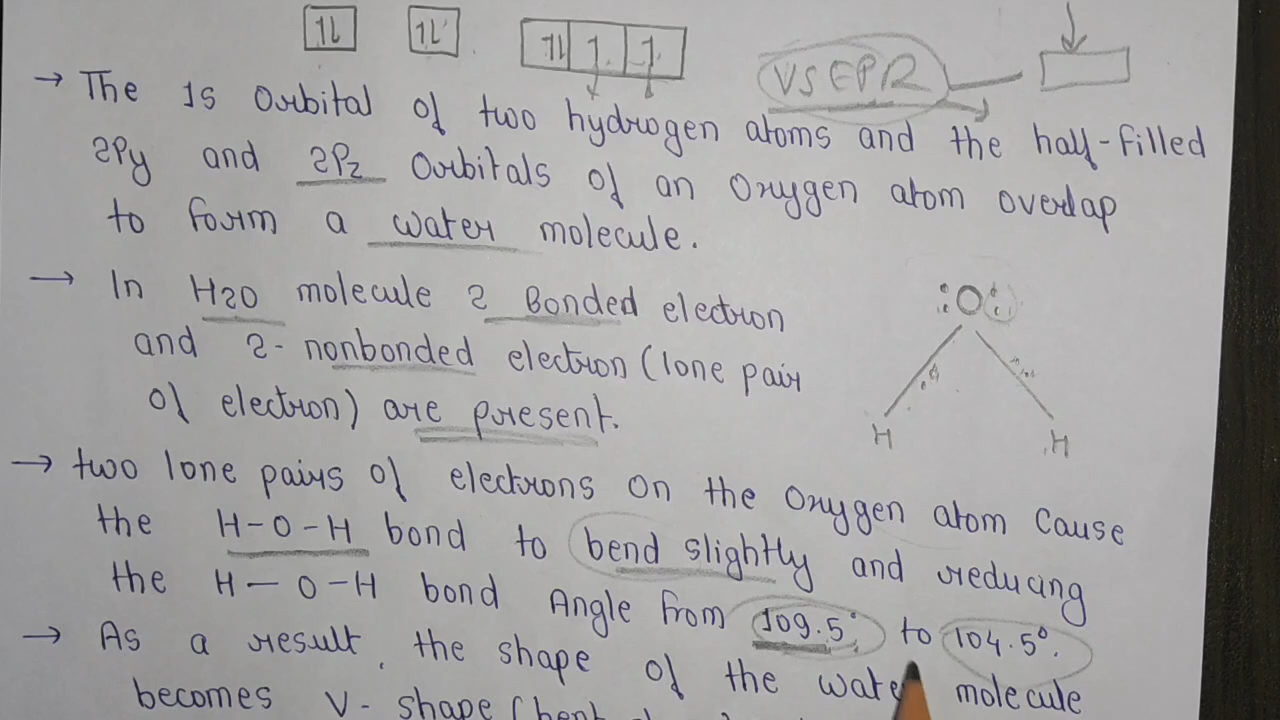 1L 1L 1L 1. 1.
VSEPR
→ The 1s Orbital of two hydrogen atoms and the half-filled
2Py and 2Pz Orbitals of an Oxygen atom overlap
to form a water molecule.
→ In H2O molecule 2 Bonded electron
and 2-nonbonded electron (lone pair
of electron) are present.
:O:
H H
→ two lone pairs of electrons on the Oxygen atom Cause
the H-O-H bond to bend slightly and reducing
the H-O-H bond Angle from 109.5° to 104.5°.
→ As a result, the shape of the water molecule
becomes V-shape (bent